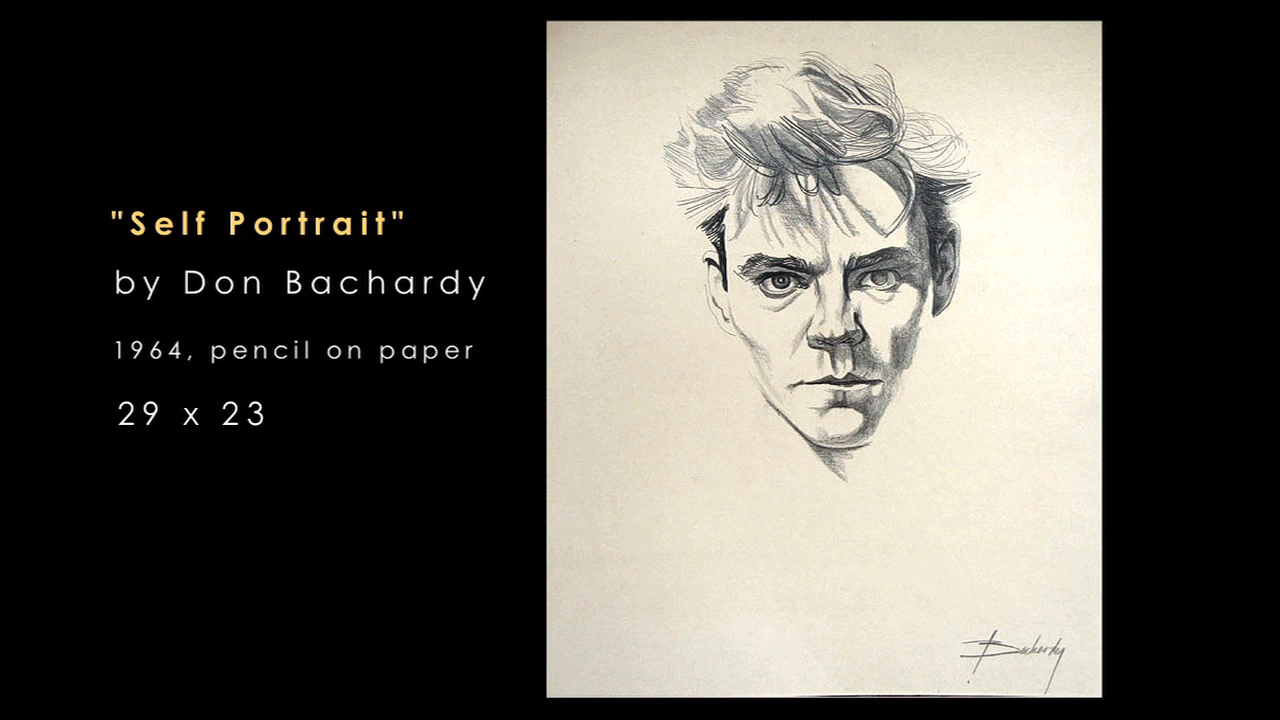 "Self Portrait"
by Don Bachardy
1964, pencil on paper
29 x 23
Bachardy